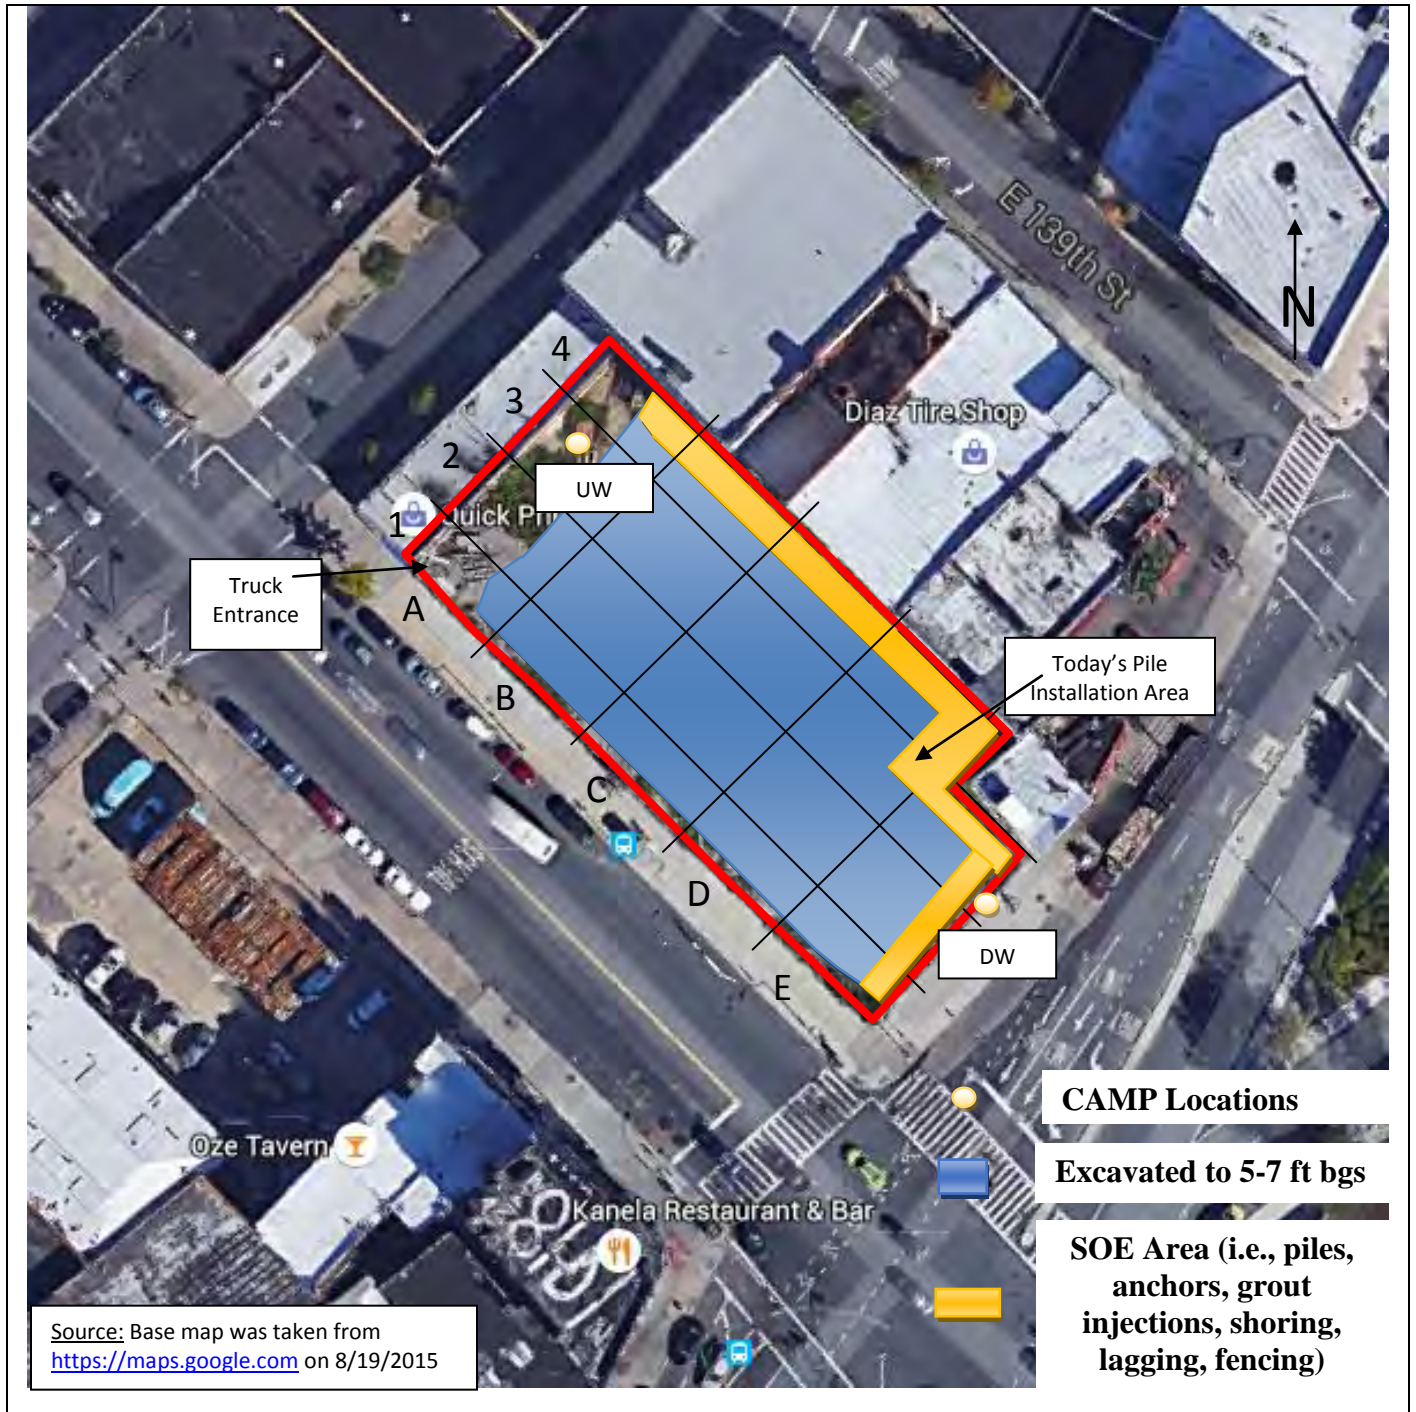 E 139th St
N
4
3
2
1
Diaz Tire Shop
UW
Quick Pri
Truck
Entrance
A
B
C
D
E
Today's Pile
Installation Area
DW
CAMP Locations
Excavated to 5-7 ft bgs
SOE Area (i.e., piles,
anchors, grout
injections, shoring,
lagging, fencing)
Oze Tavern
Kanela Restaurant & Bar
Source: Base map was taken from
https://maps.google.com on 8/19/2015